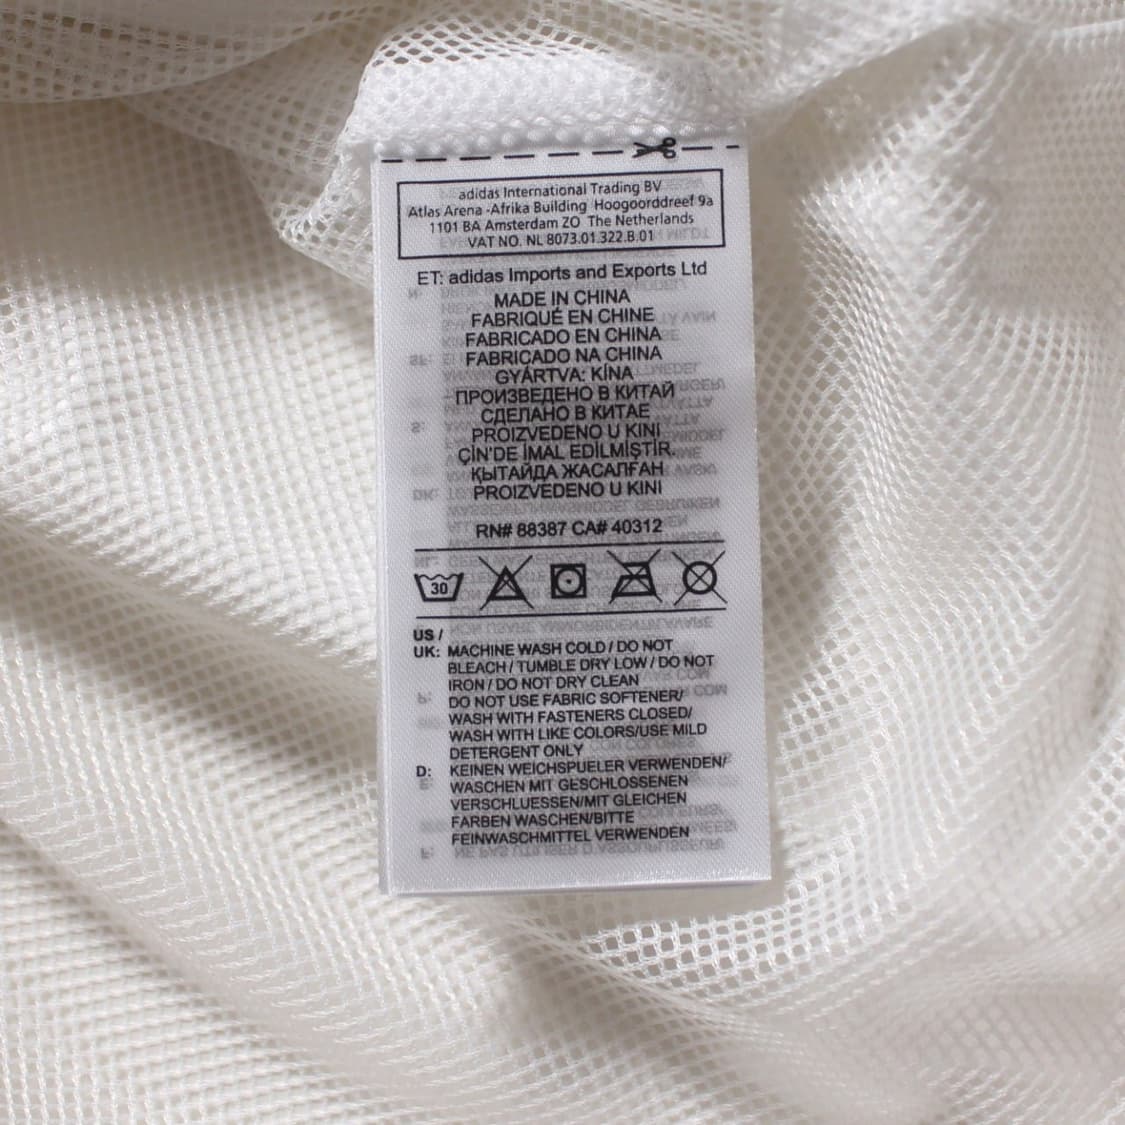 adidas International Trading BV
Atlas Arena -Afrika Building Hoogoorddreef 9a
1101 BA Amsterdam ZO The Netherlands
VAT NO. NL 8073.01.322.B.01
ET: adidas Imports and Exports Ltd
MADE IN CHINA
FABRIQUÉ EN CHINE
FABRICADO EN CHINA
FABRICADO NA CHINA
GYÁRTVA: KÍNA
ПРОИЗВЕДЕНО В КИТАЙ
СДЕЛАНО В КИТАЕ
PROIZVEDENO U KINI
ÇİN'DE İMAL EDİLMİŞTİR.
ҚЫТАЙДА ЖАСАЛҒАН
PROIZVEDENO U KINI
RN# 88387 CA# 40312
30
US /
UK: MACHINE WASH COLD / DO NOT
BLEACH / TUMBLE DRY LOW / DO NOT
IRON / DO NOT DRY CLEAN
DO NOT USE FABRIC SOFTENER/
WASH WITH FASTENERS CLOSED/
WASH WITH LIKE COLORS/USE MILD
DETERGENT ONLY
D: KEINEN WEICHSPUELER VERWENDEN/
WASCHEN MIT GESCHLOSSENEN
VERSCHLUESSEN/MIT GLEICHEN
FARBEN WASCHEN/BITTE
FEINWASCHMITTEL VERWENDEN